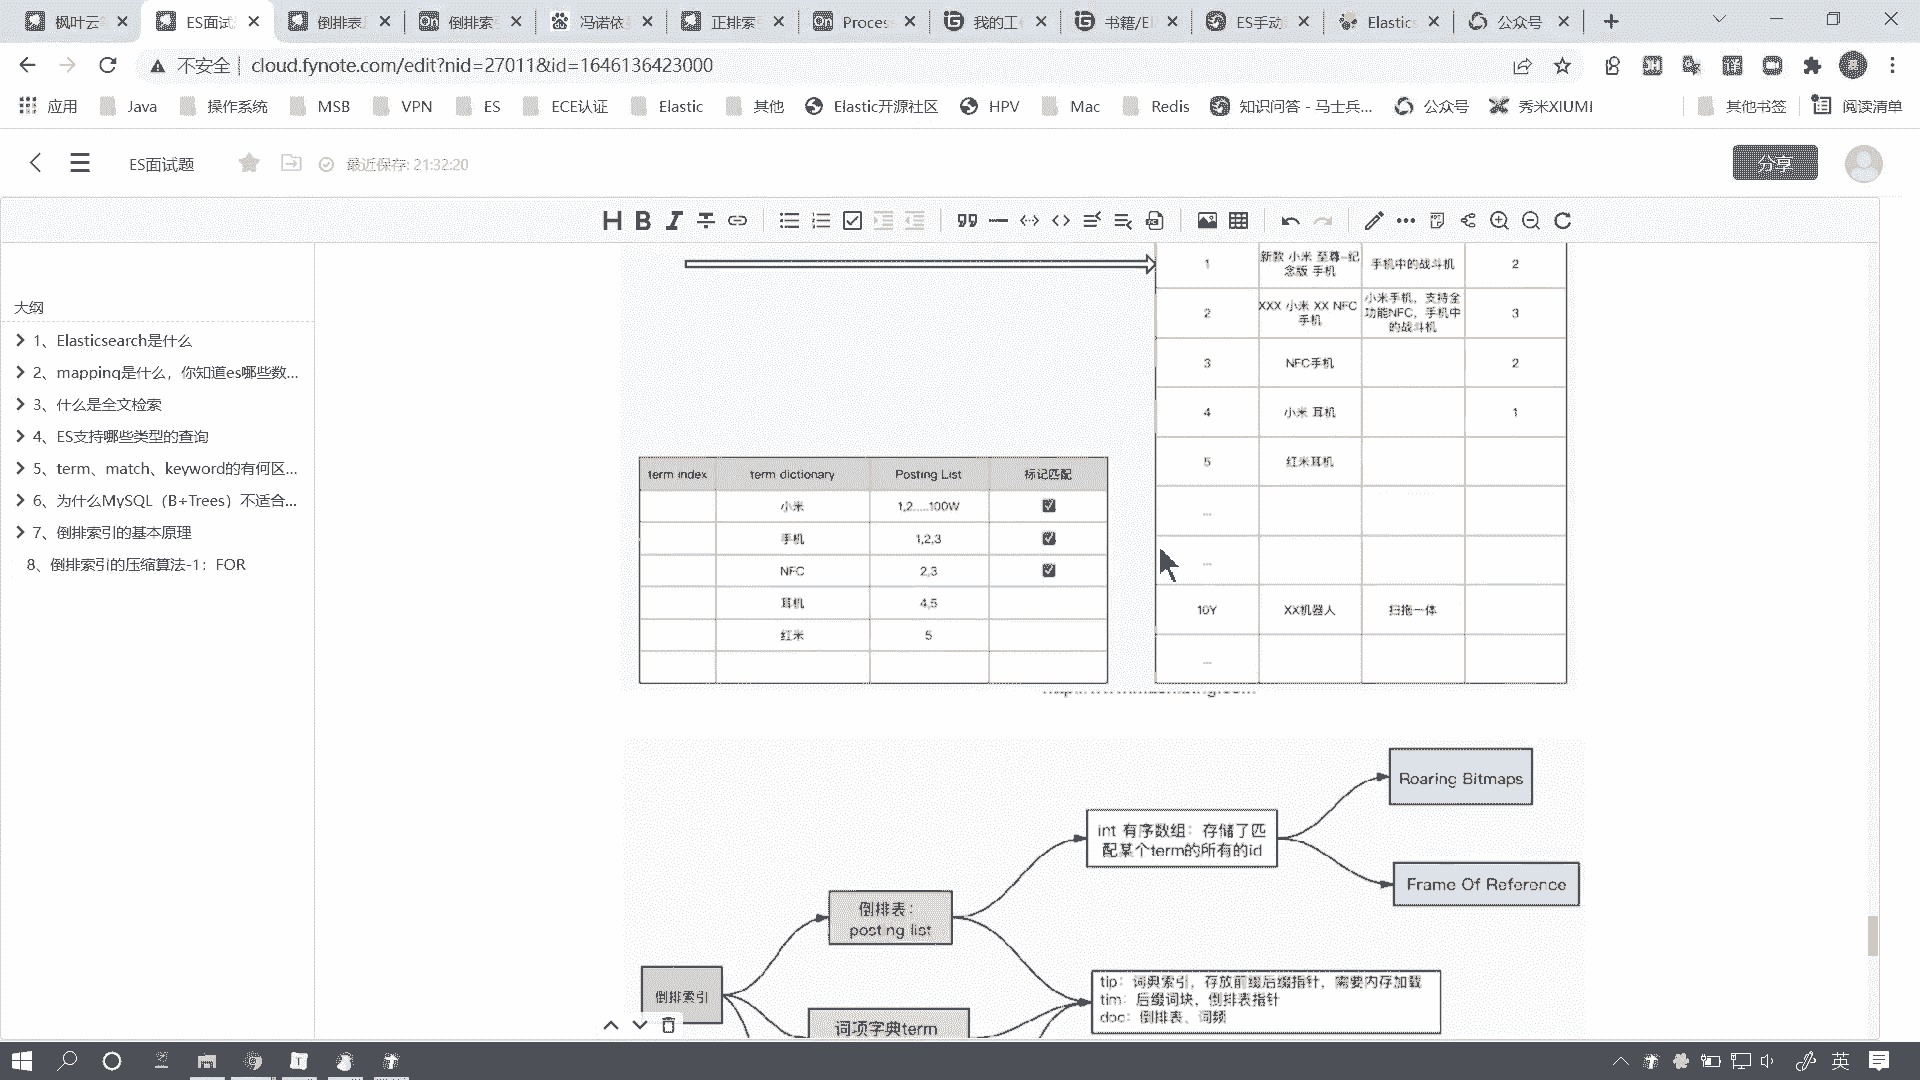 枫叶云
ES面试
倒排表
倒排索
冯诺依
正排索
Proces
我的工
书籍/El
ES手动
Elastic
公众号
不安全
cloud.fynote.com/edit?nid=27011&id=1646136423000
应用
Java
操作系统
MSB
VPN
ES
ECE认证
Elastic
其他
Elastic开源社区
HPV
Mac
Redis
知识问答 - 马士兵...
公众号
秀米XIUMI
其他书签
阅读清单
ES面试题
最近保存: 21:32:20
分享
大纲
1、Elasticsearch是什么
2、mapping是什么，你知道es哪些数...
3、什么是全文检索
4、ES支持哪些类型的查询
5、term、match、keyword的有何区...
6、为什么MySQL（B+Trees）不适合...
7、倒排索引的基本原理
8、倒排索引的压缩算法-1：FOR
1
新款 小米 至尊-纪
念版 手机
手机中的战斗机
2
2
XXX 小米 XX NFC
手机
小米手机，支持全
功能NFC，手机中
的战斗机
3
3
NFC手机
2
4
小米 耳机
1
5
红米耳机
...
...
10Y
XX机器人
扫拖一体
...
term index
term dictionary
Posting List
标记匹配
小米
1,2.....100W
手机
1,2,3
NFC
2,3
耳机
4,5
红米
5
Roaring Bitmaps
int 有序数组：存储了匹
配某个term的所有的id
Frame Of Reference
倒排表：
posting list
倒排索引
词项字典term
tip：词典索引，存放前缀后缀指针，需要内存加载
tim：后缀词块、倒排表指针
doc：倒排表、词频
英